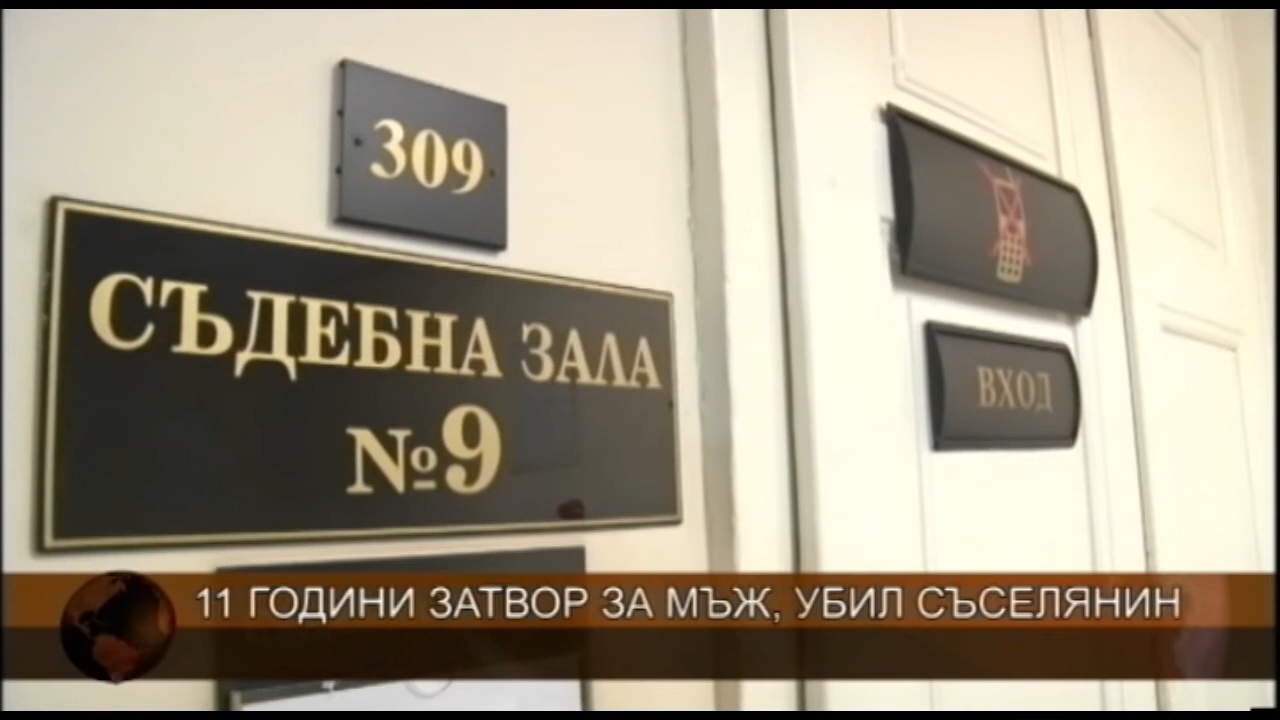 309
СЪДЕБНА ЗАЛА
№9
ВХОД
11 ГОДИНИ ЗАТВОР ЗА МЪЖ, УБИЛ СЪСЕЛЯНИН